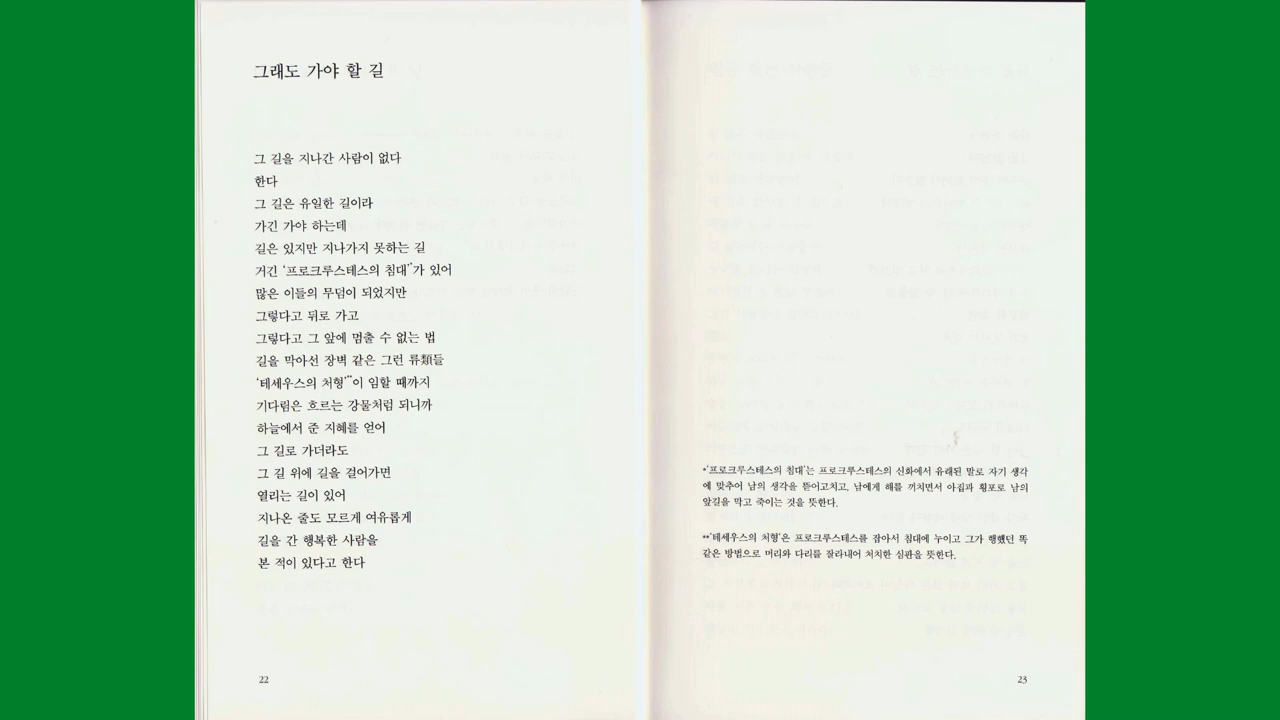 그래도 가야 할 길
그 길을 지나간 사람이 없다
한다
그 길은 유일한 길이라
가긴 가야 하는데
길은 있지만 지나가지 못하는 길
거긴 ‘프로크루스테스의 침대’*가 있어
많은 이들의 무덤이 되었지만
그렇다고 뒤로 가고
그렇다고 그 앞에 멈출 수 없는 법
길을 막아선 장벽 같은 그런 류類들
‘테세우스의 처형’**이 임할 때까지
기다림은 흐르는 강물처럼 되니까
하늘에서 준 지혜를 얻어
그 길로 가더라도
그 길 위에 길을 걸어가면
열리는 길이 있어
지나온 줄도 모르게 여유롭게
길을 간 행복한 사람을
본 적이 있다고 한다
22
*‘프로크루스테스의 침대’는 프로크루스테스의 신화에서 유래된 말로 자기 생각
에 맞추어 남의 생각을 뜯어고치고, 남에게 해를 끼치면서 아집과 횡포로 남의
앞길을 막고 죽이는 것을 뜻한다.
**‘테세우스의 처형’은 프로크루스테스를 잡아서 침대에 누이고 그가 행했던 똑
같은 방법으로 머리와 다리를 잘라내어 처치한 심판을 뜻한다.
23